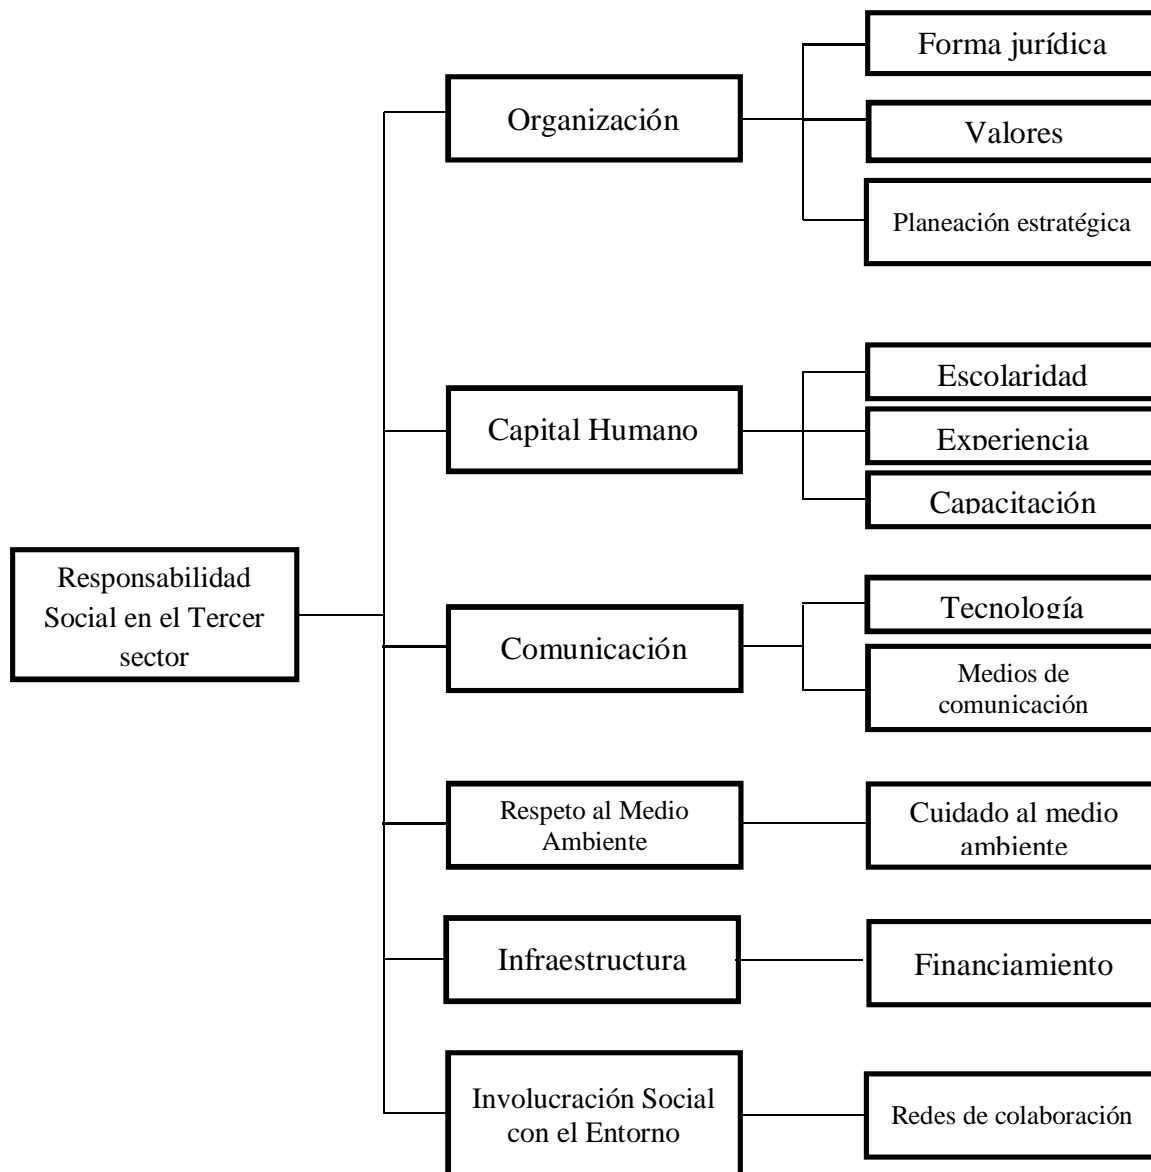 Forma jurídica
Organización
Valores
Planeación estratégica
Escolaridad
Capital Humano
Experiencia
Capacitación
Responsabilidad
Social en el Tercer
sector
Tecnología
Comunicación
Medios de
comunicación
Respeto al Medio
Ambiente
Cuidado al medio
ambiente
Infraestructura
Financiamiento
Involucración Social
con el Entorno
Redes de colaboración